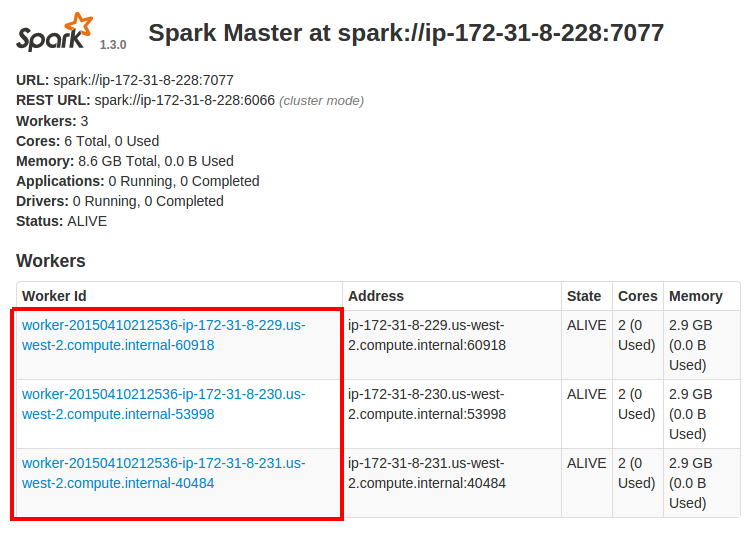 Spark 1.3.0 Spark Master at spark://ip-172-31-8-228:7077
URL: spark://ip-172-31-8-228:7077
REST URL: spark://ip-172-31-8-228:6066 (cluster mode)
Workers: 3
Cores: 6 Total, 0 Used
Memory: 8.6 GB Total, 0.0 B Used
Applications: 0 Running, 0 Completed
Drivers: 0 Running, 0 Completed
Status: ALIVE
Workers
Worker Id Address State Cores Memory
worker-20150410212536-ip-172-31-8-229.us- ip-172-31-8-229.us-west- ALIVE 2 (0 2.9 GB
west-2.compute.internal-60918 2.compute.internal:60918 Used) (0.0 B
Used)
worker-20150410212536-ip-172-31-8-230.us- ip-172-31-8-230.us-west- ALIVE 2 (0 2.9 GB
west-2.compute.internal-53998 2.compute.internal:53998 Used) (0.0 B
Used)
worker-20150410212536-ip-172-31-8-231.us- ip-172-31-8-231.us-west- ALIVE 2 (0 2.9 GB
west-2.compute.internal-40484 2.compute.internal:40484 Used) (0.0 B
Used)